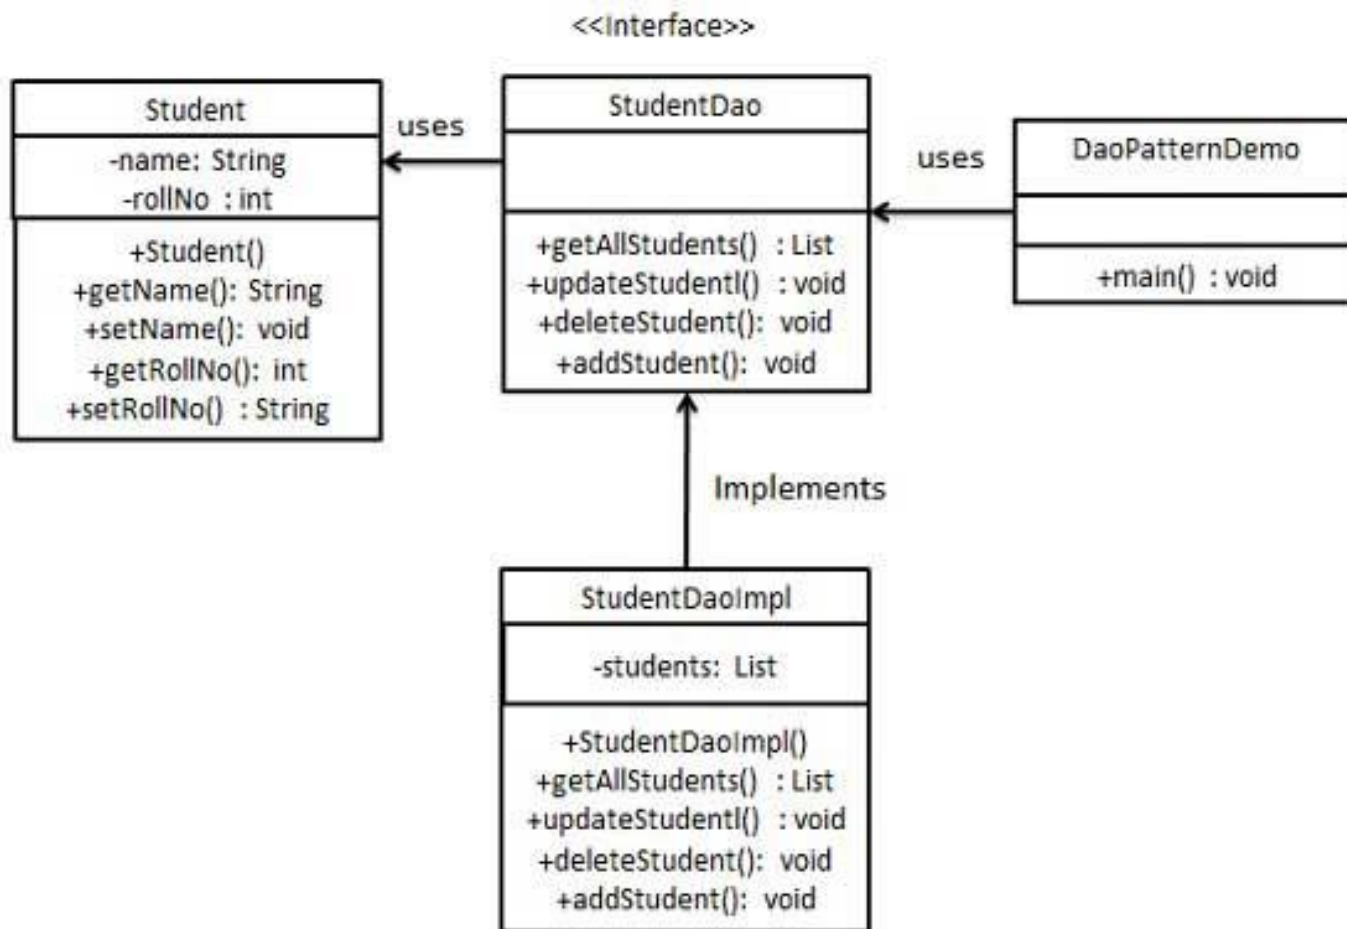 <<Interface>>
Student
-name: String
-rollNo : int
+Student()
+getName(): String
+setName(): void
+getRollNo(): int
+setRollNo() : String
uses
StudentDao
+getAllStudents() : List
+updateStudentl() : void
+deleteStudent(): void
+addStudent(): void
uses
DaoPatternDemo
+main() : void
Implements
StudentDaoImpl
-students: List
+StudentDaoImpl()
+getAllStudents() : List
+updateStudentl() : void
+deleteStudent(): void
+addStudent(): void